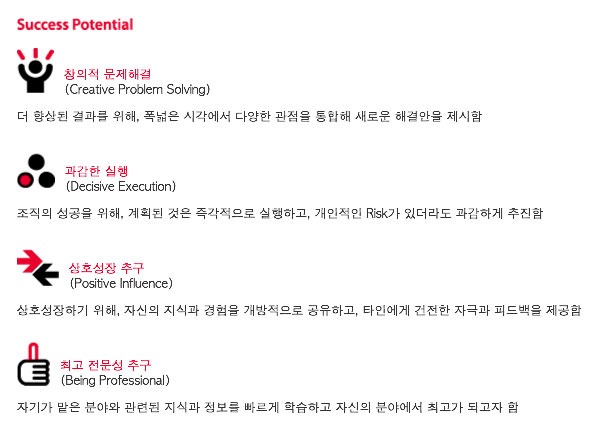 Success Potential
창의적 문제해결
(Creative Problem Solving)
더 향상된 결과를 위해, 폭넓은 시각에서 다양한 관점을 통합해 새로운 해결안을 제시함
과감한 실행
(Decisive Execution)
조직의 성공을 위해, 계획된 것은 즉각적으로 실행하고, 개인적인 Risk가 있더라도 과감하게 추진함
상호성장 추구
(Positive Influence)
상호성장하기 위해, 자신의 지식과 경험을 개방적으로 공유하고, 타인에게 건전한 자극과 피드백을 제공함
최고 전문성 추구
(Being Professional)
자기가 맡은 분야와 관련된 지식과 정보를 빠르게 학습하고 자신의 분야에서 최고가 되고자 함